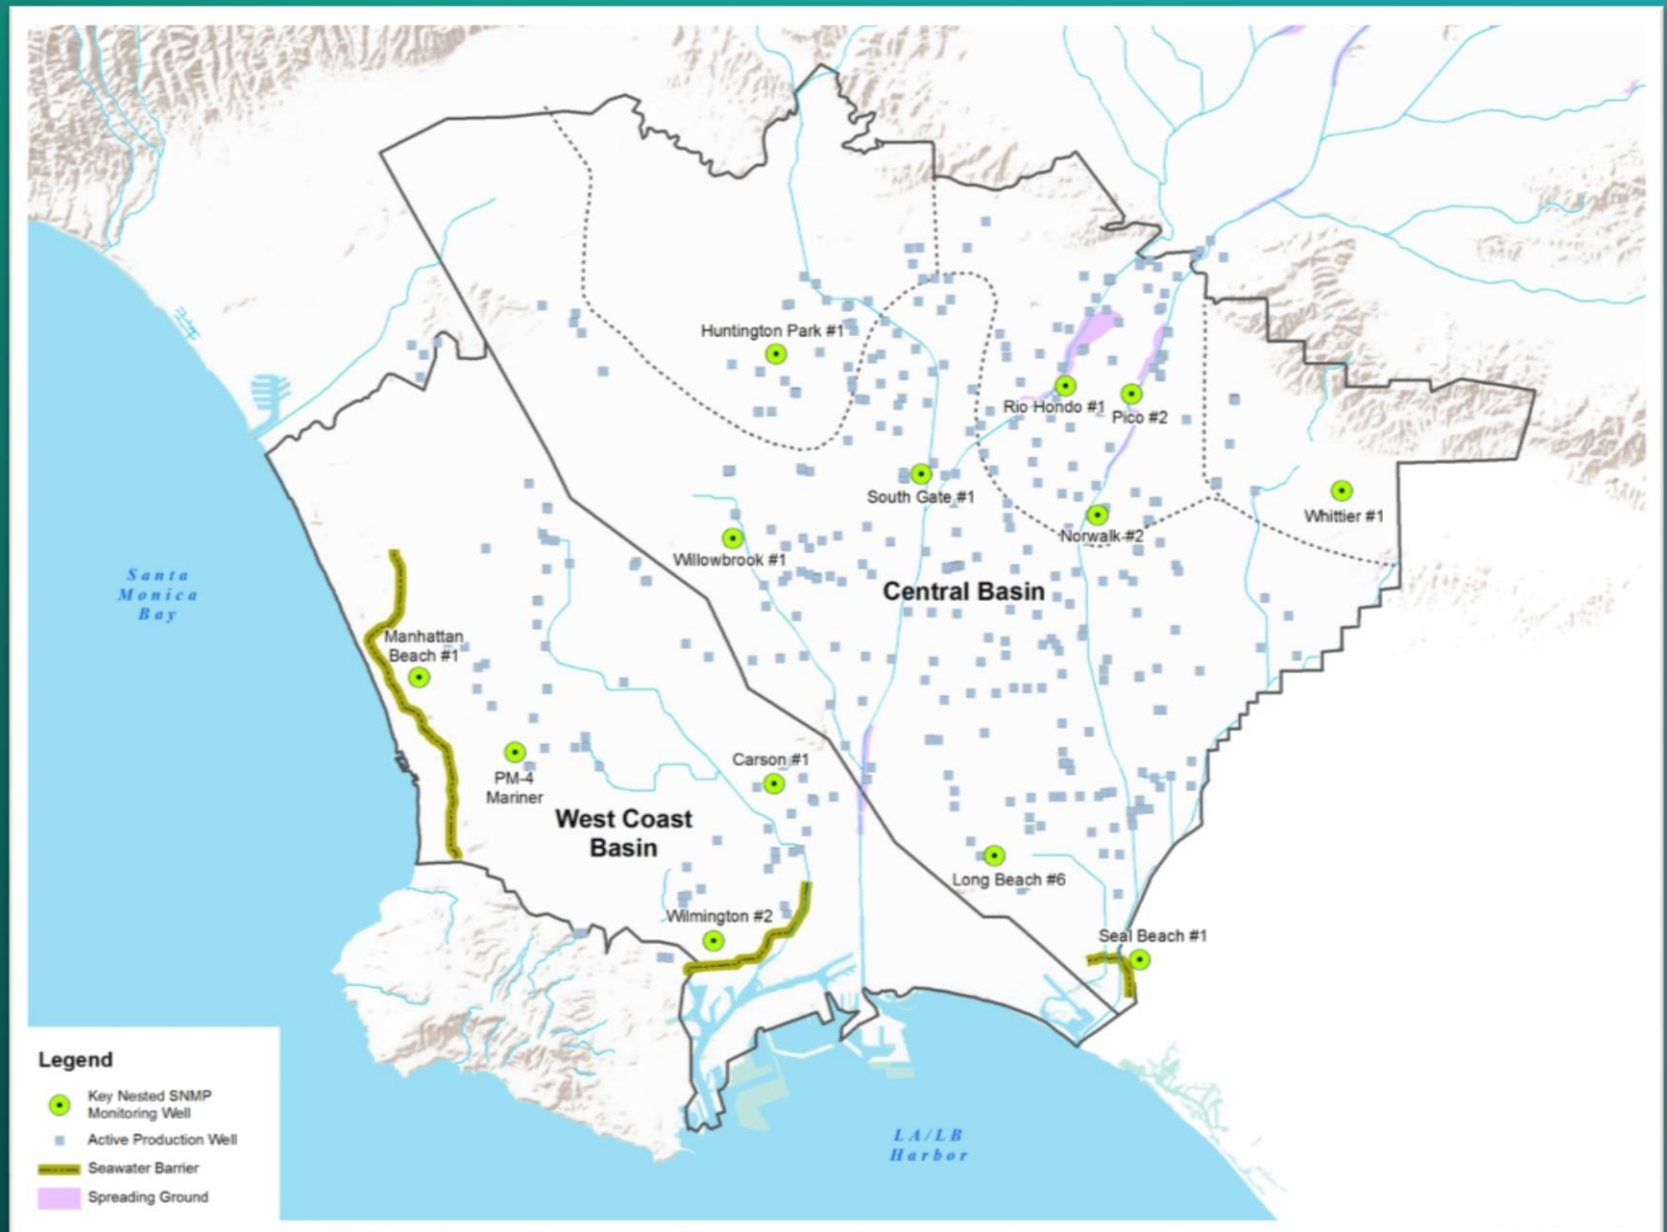 Huntington Park #1
Rio Hondo #1
Pico #2
South Gate #1
Whittier #1
Norwalk #2
Willowbrook #1
Central Basin
Santa
Monica
Bay
Manhattan
Beach #1
Carson #1
PM-4
Mariner
West Coast
Basin
Long Beach #6
Wilmington #2
Seal Beach #1
LA/LB
Harbor
Legend
Key Nested SNMP
Monitoring Well
Active Production Well
Seawater Barrier
Spreading Ground